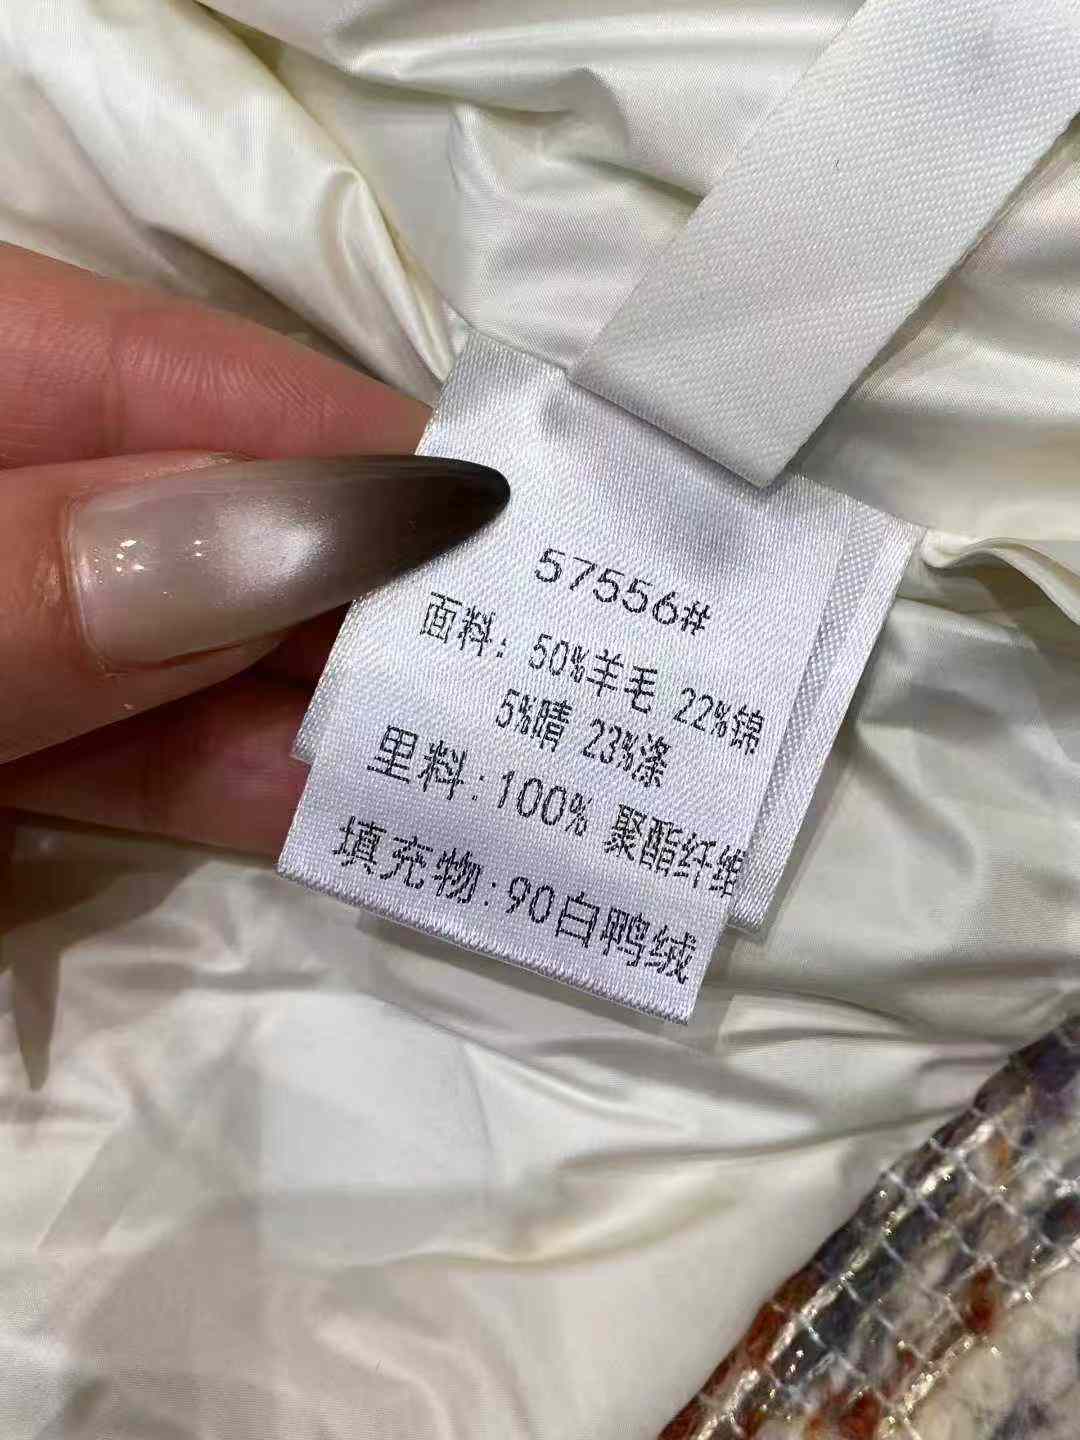 57556#
面料: 50%羊毛 22%锦
5%晴 23%涤
里料:100% 聚酯纤维
填充物:90白鸭绒